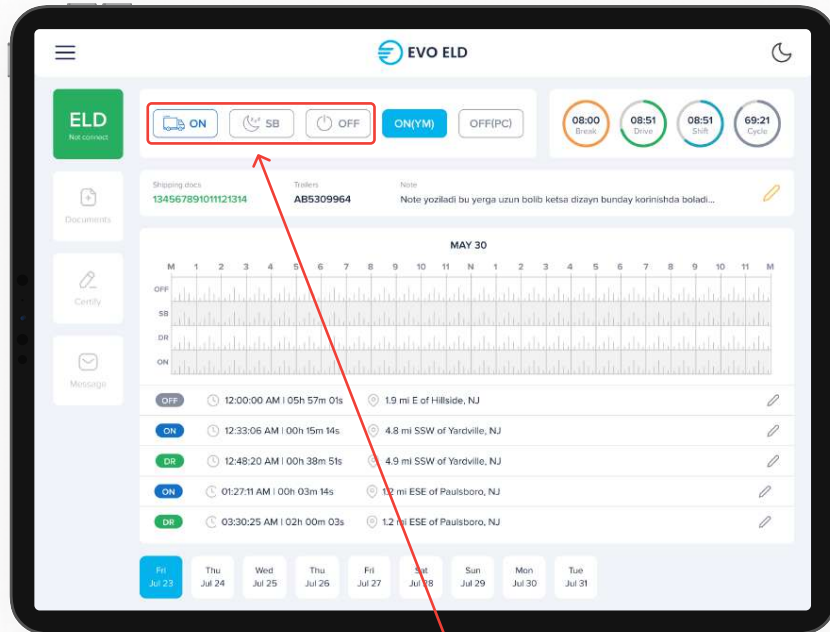 EVO ELD
ELD
Not connect
ON
SB
OFF
ON(YM)
OFF(PC)
08:00
Break
08:51
Drive
08:51
Shift
69:21
Cycle
Documents
Certify
Message
Shipping docs
134567891011121314
Trailers
AB5309964
Note
Note yoziladi bu yerga uzun bolib ketsa dizayn bunday korinishda boladi...
MAY 30
M 1 2 3 4 5 6 7 8 9 10 11 N 1 2 3 4 5 6 7 8 9 10 11 M
OFF
SB
DR
ON
OFF 12:00:00 AM | 05h 57m 01s 1.9 mi E of Hillside, NJ
ON 12:33:06 AM | 00h 15m 14s 4.8 mi SSW of Yardville, NJ
DR 12:48:20 AM | 00h 38m 51s 4.9 mi SSW of Yardville, NJ
ON 01:27:11 AM | 00h 03m 14s 1.2 mi ESE of Paulsboro, NJ
DR 03:30:25 AM | 02h 00m 03s 1.2 mi ESE of Paulsboro, NJ
Fri Thu Wed Thu Fri Sat Sun Mon Tue
Jul 23 Jul 24 Jul 25 Jul 26 Jul 27 Jul 28 Jul 29 Jul 30 Jul 31